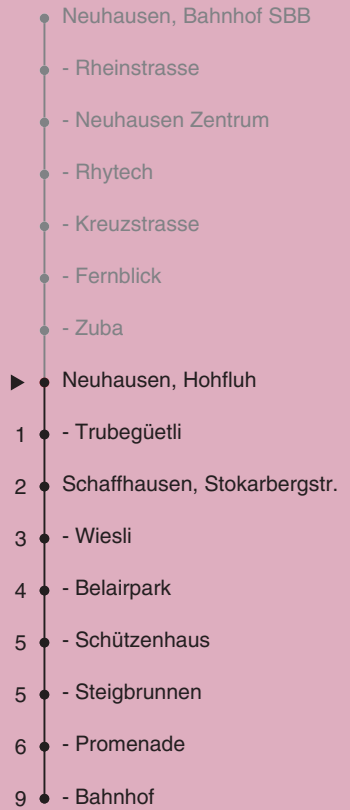 Neuhausen, Bahnhof SBB
- Rheinstrasse
- Neuhausen Zentrum
- Rhytech
- Kreuzstrasse
- Fernblick
- Zuba
Neuhausen, Hohfluh
1 - Trubegüetli
2 Schaffhausen, Stokarbergstr.
3 - Wiesli
4 - Belairpark
5 - Schützenhaus
5 - Steigbrunnen
6 - Promenade
9 - Bahnhof